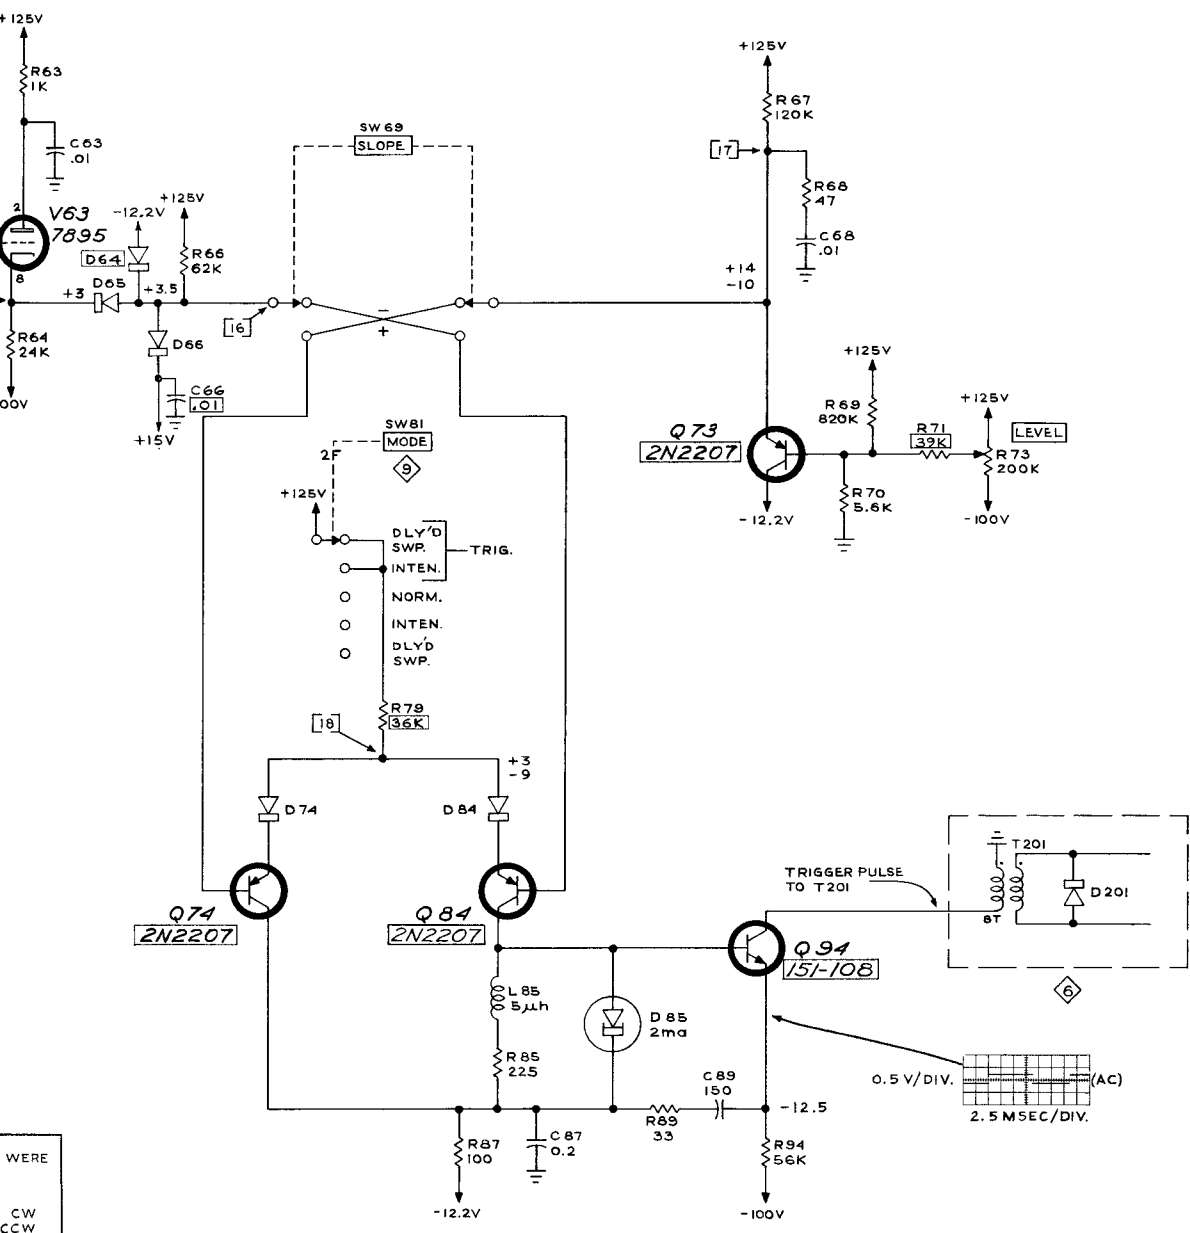 +125V
R63
1K
C63
.01
2
V63
7895
8
-12.2V
+125V
D64
R66
62K
D65
+3
+3.5
R64
24K
00V
D66
C66
.01
+15V
[16]
SW69
SLOPE
-
+
+125V
R67
120K
[17]
R68
47
C68
.01
+14
-10
+125V
R69
820K
+125V
LEVEL
R71
39K
R73
200K
Q73
2N2207
R70
5.6K
-12.2V
-100V
SW81
MODE
2F
9
+125V
DLY'D
SWP.
INTEN.
TRIG.
NORM.
INTEN.
DLY'D
SWP.
R79
36K
[18]
+3
-9
D74
D84
Q74
2N2207
Q84
2N2207
TRIGGER PULSE
TO T201
T201
8T
D201
6
Q94
151-108
L85
5µh
D85
2ma
R85
225
C89
150
R89
33
-12.5
0.5 V/DIV.
(AC)
2.5 MSEC/DIV.
R87
100
C87
0.2
R94
56K
-12.2V
-100V
WERE
CW
CCW